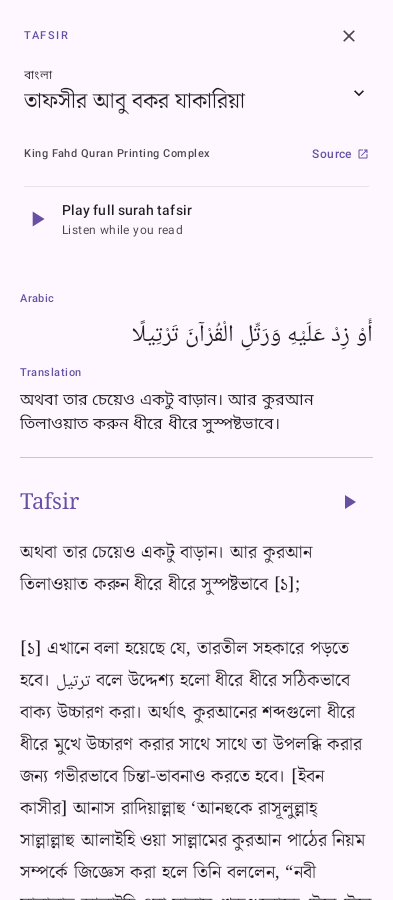 TAFSIR
বাংলা
তাফসীর আবু বকর যাকারিয়া
King Fahd Quran Printing Complex
Source
Play full surah tafsir
Listen while you read
Arabic
أَوْ زِدْ عَلَيْهِ وَرَتِّلِ الْقُرْآنَ تَرْتِيلًا
Translation
অথবা তার চেয়েও একটু বাড়ান। আর কুরআন
তিলাওয়াত করুন ধীরে ধীরে সুস্পষ্টভাবে।
Tafsir
অথবা তার চেয়েও একটু বাড়ান। আর কুরআন
তিলাওয়াত করুন ধীরে ধীরে সুস্পষ্টভাবে [১];
[১] এখানে বলা হয়েছে যে, তারতীল সহকারে পড়তে
হবে। ترتيل বলে উদ্দেশ্য হলো ধীরে ধীরে সঠিকভাবে
বাক্য উচ্চারণ করা। অর্থাৎ কুরআনের শব্দগুলো ধীরে
ধীরে মুখে উচ্চারণ করার সাথে সাথে তা উপলব্ধি করার
জন্য গভীরভাবে চিন্তা-ভাবনাও করতে হবে। [ইবন
কাসীর] আনাস রাদিয়াল্লাহু ‘আনহুকে রাসূলুল্লাহ্
সাল্লাল্লাহু আলাইহি ওয়া সাল্লামের কুরআন পাঠের নিয়ম
সম্পর্কে জিজ্ঞেস করা হলে তিনি বললেন, “নবী